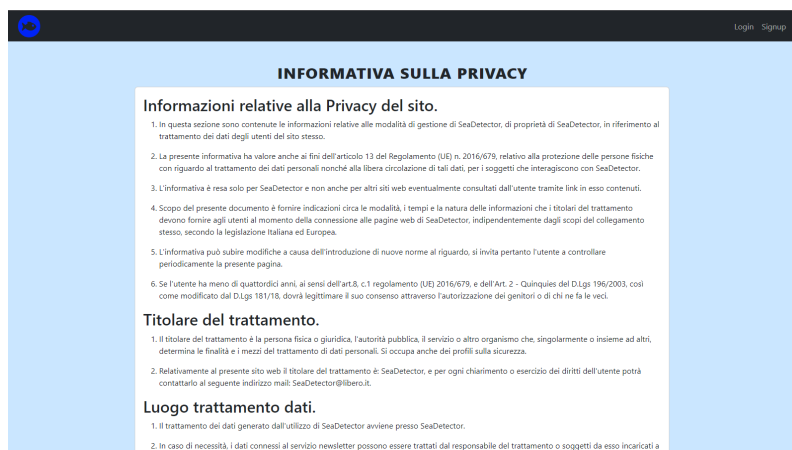 Login Signup
INFORMATIVA SULLA PRIVACY
Informazioni relative alla Privacy del sito.
1. In questa sezione sono contenute le informazioni relative alle modalità di gestione di SeaDetector, di proprietà di SeaDetector, in riferimento al
trattamento dei dati degli utenti del sito stesso.
2. La presente informativa ha valore anche ai fini dell'articolo 13 del Regolamento (UE) n. 2016/679, relativo alla protezione delle persone fisiche
con riguardo al trattamento dei dati personali nonché alla libera circolazione di tali dati, per i soggetti che interagiscono con SeaDetector.
3. L'informativa è resa solo per SeaDetector e non anche per altri siti web eventualmente consultati dall'utente tramite link in esso contenuti.
4. Scopo del presente documento è fornire indicazioni circa le modalità, i tempi e la natura delle informazioni che i titolari del trattamento
devono fornere agli utenti al momento della connessione alle pagine web di SeaDetector, indipendentemente dagli scopi del collegamento
stesso, secondo la legislazione Italiana ed Europea.
5. L'informativa può subire modifiche a causa dell'introduzione di nuove norme al riguardo, si invita pertanto l'utente a controllare
periodicamente la presente pagina.
6. Se l'utente ha meno di quattordici anni, ai sensi dell'art.8, c.1 regolamento (UE) 2016/679, e dell'Art. 2 - Quinquies del D.Lgs 196/2003, così
come modificato dal D.Lgs 181/18, dovrà legittimare il suo consenso attraverso l'autorizzazione dei genitori o di chi ne fa le veci.
Titolare del trattamento.
1. Il titolare del trattamento è la persona fisica o giuridica, l'autorità pubblica, il servizio o altro organismo che, singolarmente o insieme ad altri,
determina le finalità e i mezzi del trattamento di dati personali. Si occupa anche dei profili sulla sicurezza.
2. Relativamente al presente sito web il titolare del trattamento è: SeaDetector, e per ogni chiarimento o esercizio dei diritti dell'utente potrà
contattarlo al seguente indirizzo mail: SeaDetector@libero.it.
Luogo trattamento dati.
1. Il trattamento dei dati generato dall'utilizzo di SeaDetector avviene presso SeaDetector.
2. In caso di necessità, i dati connessi al servizio newsletter possono essere trattati dal responsabile del trattamento o soggetti da esso incaricati a